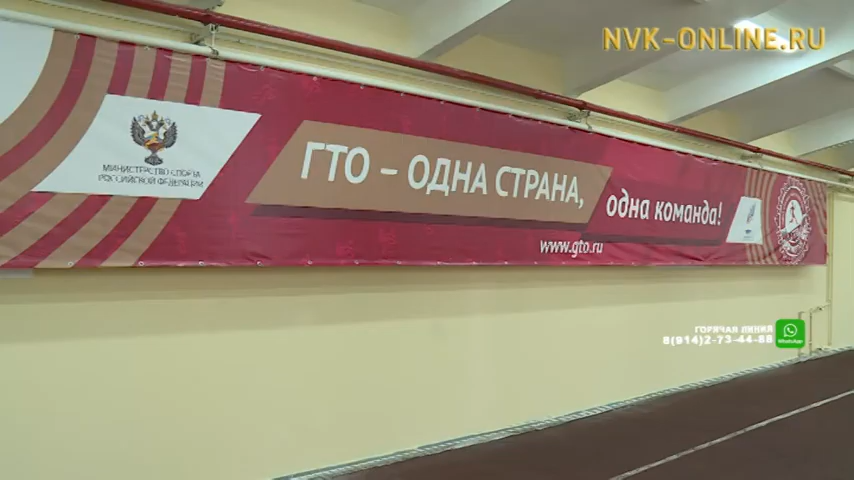 NVK-ONLINE.RU
МИНИСТЕРСТВО СПОРТА
РОССИЙСКОЙ ФЕДЕРАЦИИ
ГТО – ОДНА СТРАНА,
одна команда!
www.gto.ru
ГОРЯЧАЯ ЛИНИЯ
8(914)2-73-44-88
WhatsApp